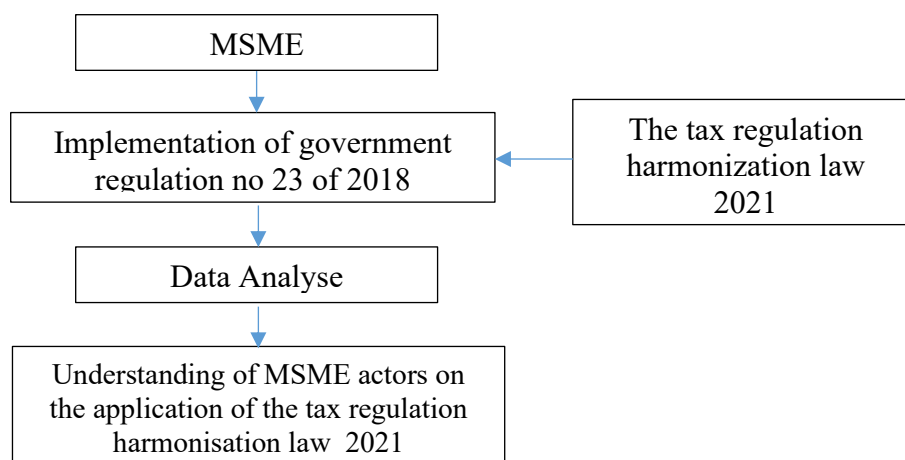 MSME
Implementation of government
regulation no 23 of 2018
The tax regulation
harmonization law
2021
Data Analyse
Understanding of MSME actors on
the application of the tax regulation
harmonisation law 2021